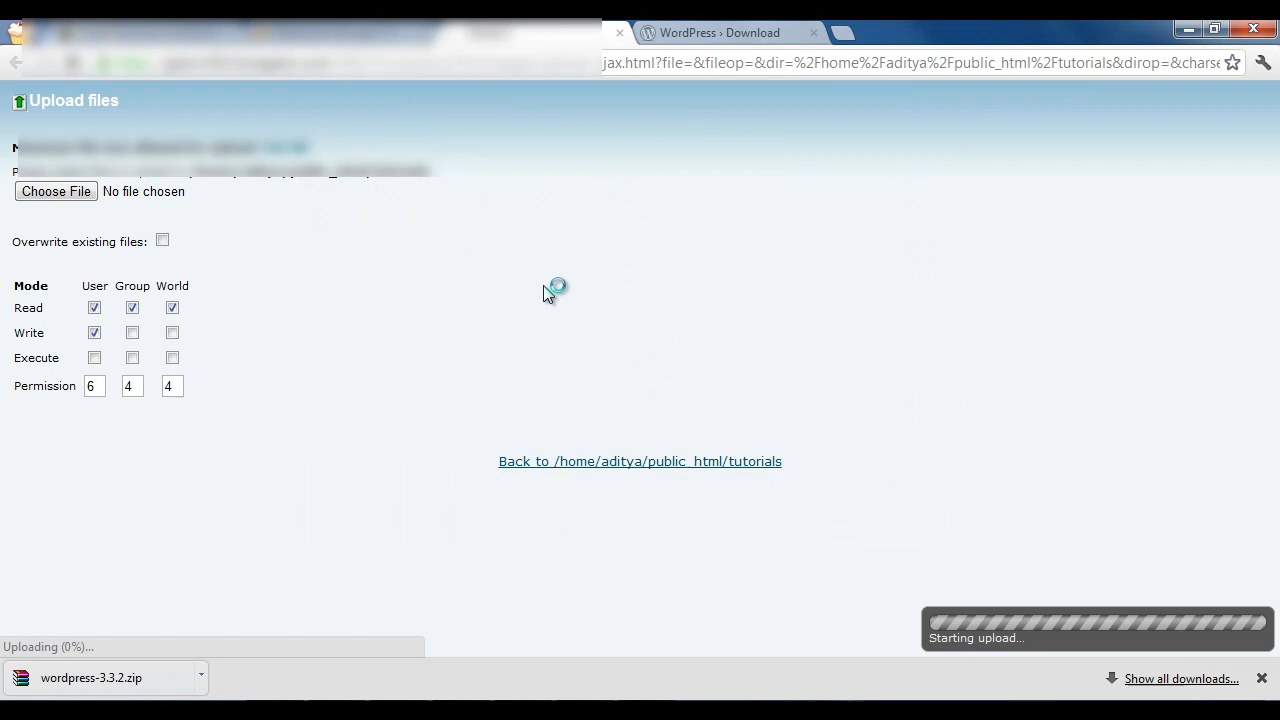 WordPress › Download
jax.html?file=&fileop=&dir=%2Fhome%2Faditya%2Fpublic_html%2Ftutorials&dirop=&charse
Upload files
Choose File No file chosen
Overwrite existing files:
Mode User Group World
Read
Write
Execute
Permission 6 4 4
Back to /home/aditya/public_html/tutorials
Starting upload...
Uploading (0%)...
wordpress-3.3.2.zip
Show all downloads...